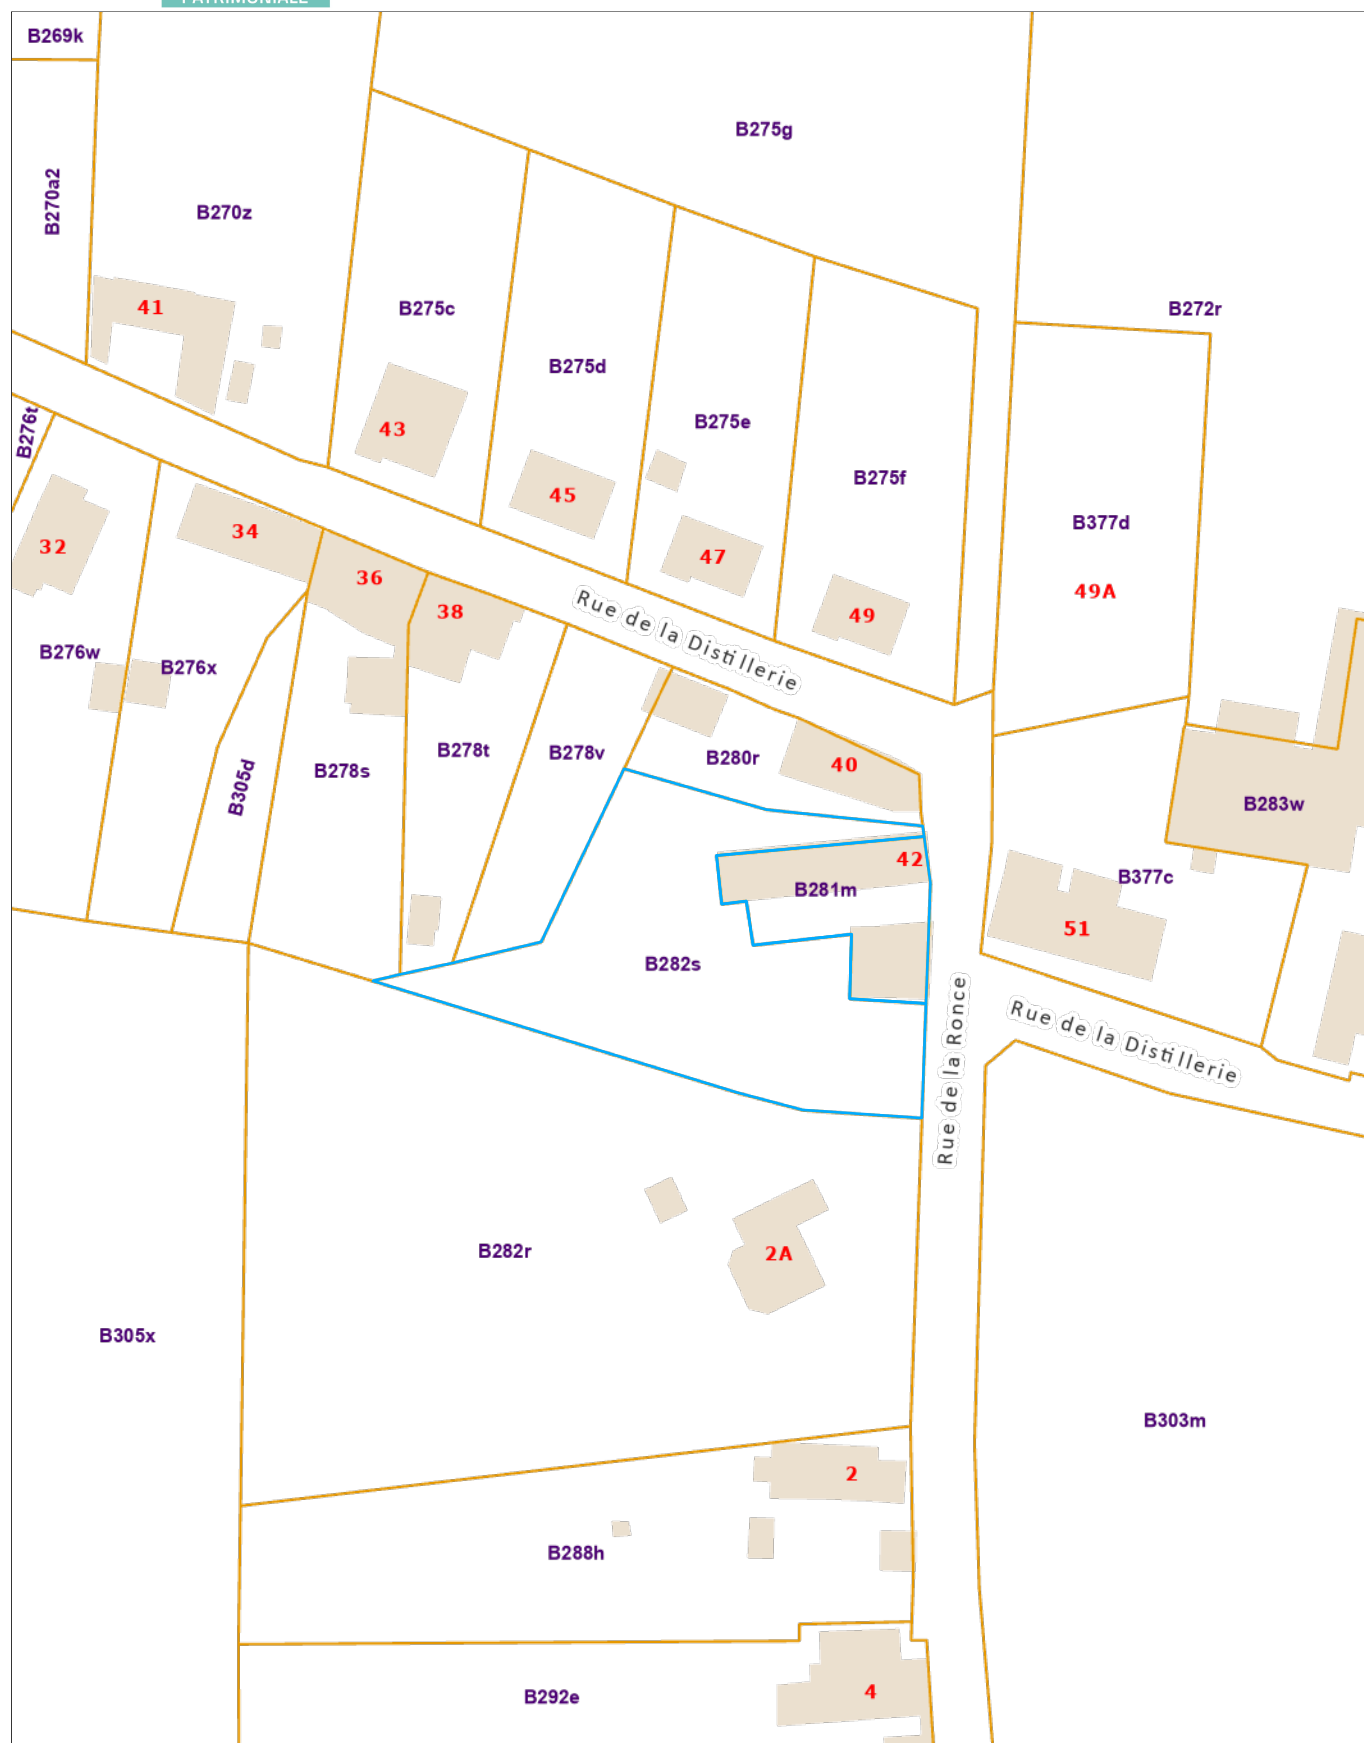 PATRIMONIALE
B269k
B275g
B270a2
B270z
41
B275c
B272r
B275d
B275e
43
B276t
B275f
45
B377d
34
32
47
36
49A
38
49
Rue de la Distillerie
B276w
B276x
B278t
B278v
B280r
40
B278s
B305d
B283w
42
B281m
B377c
51
B282s
Rue de la Ronce
Rue de la Distillerie
B282r
2A
B305x
B303m
2
B288h
4
B292e